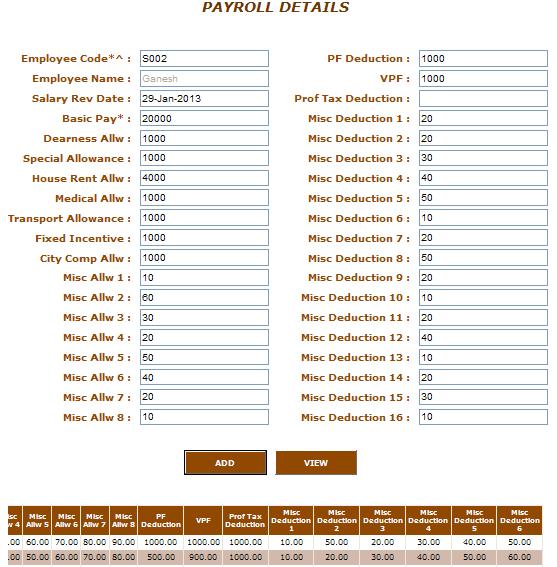 PAYROLL DETAILS
Employee Code*^ : S002 PF Deduction : 1000
Employee Name : Ganesh VPF : 1000
Salary Rev Date : 29-Jan-2013 Prof Tax Deduction :
Basic Pay* : 20000 Misc Deduction 1 : 20
Dearness Allw : 1000 Misc Deduction 2 : 20
Special Allowance : 1000 Misc Deduction 3 : 30
House Rent Allw : 4000 Misc Deduction 4 : 40
Medical Allw : 1000 Misc Deduction 5 : 50
Transport Allowance : 1000 Misc Deduction 6 : 10
Fixed Incentive : 1000 Misc Deduction 7 : 20
City Comp Allw : 1000 Misc Deduction 8 : 50
Misc Allw 1 : 10 Misc Deduction 9 : 20
Misc Allw 2 : 60 Misc Deduction 10 : 10
Misc Allw 3 : 30 Misc Deduction 11 : 20
Misc Allw 4 : 20 Misc Deduction 12 : 40
Misc Allw 5 : 50 Misc Deduction 13 : 10
Misc Allw 6 : 40 Misc Deduction 14 : 20
Misc Allw 7 : 20 Misc Deduction 15 : 30
Misc Allw 8 : 10 Misc Deduction 16 : 10
ADD VIEW
Misc Allw 5 Misc Allw 6 Misc Allw 7 Misc Allw 8 PF Deduction VPF Prof Tax Deduction Misc Deduction 1 Misc Deduction 2 Misc Deduction 3 Misc Deduction 4 Misc Deduction 5 Misc Deduction 6
.00 60.00 70.00 80.00 90.00 1000.00 1000.00 1000.00 10.00 50.00 20.00 30.00 40.00 50.00
.00 50.00 60.00 70.00 80.00 500.00 900.00 1000.00 10.00 20.00 30.00 40.00 50.00 60.00